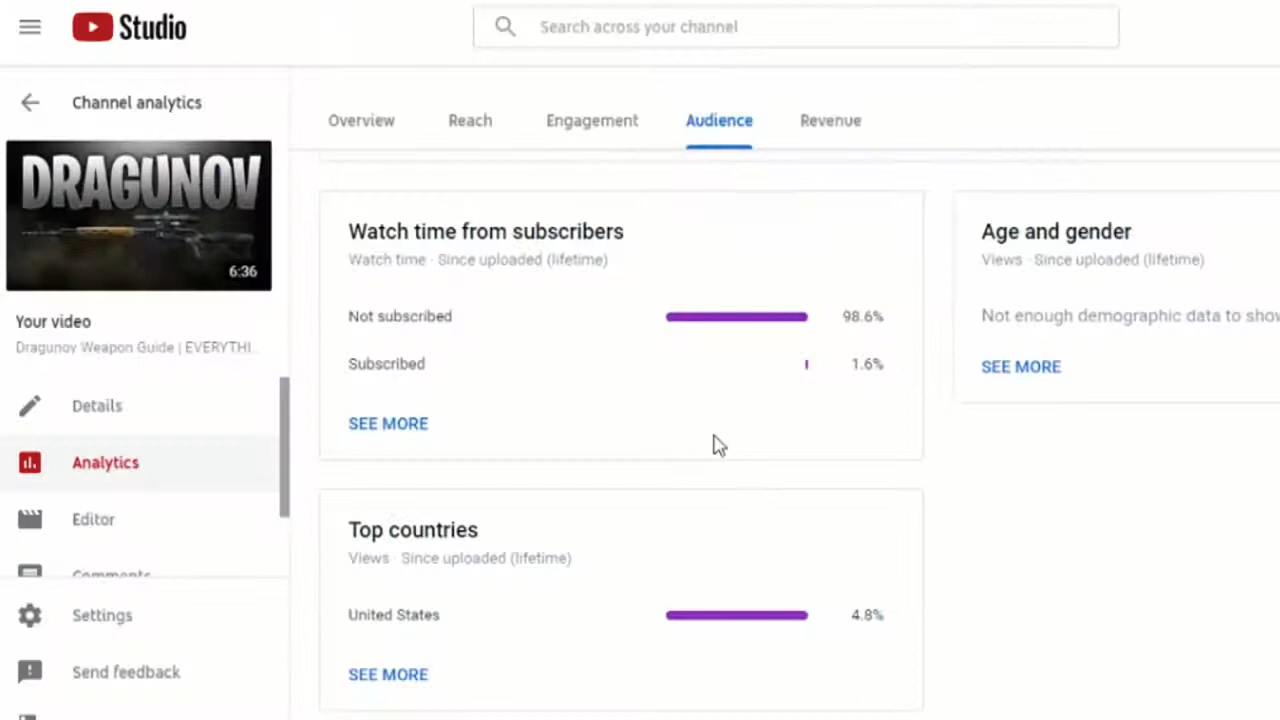 Studio
Search across your channel
Channel analytics
DRAGUNOV
6:36
Your video
Dragunov Weapon Guide | EVERYTHI...
Details
Analytics
Editor
Comments
Settings
Send feedback
Overview
Reach
Engagement
Audience
Revenue
Watch time from subscribers
Watch time · Since uploaded (lifetime)
Not subscribed 98.6%
Subscribed 1.6%
SEE MORE
Age and gender
Views · Since uploaded (lifetime)
Not enough demographic data to show
SEE MORE
Top countries
Views · Since uploaded (lifetime)
United States 4.8%
SEE MORE